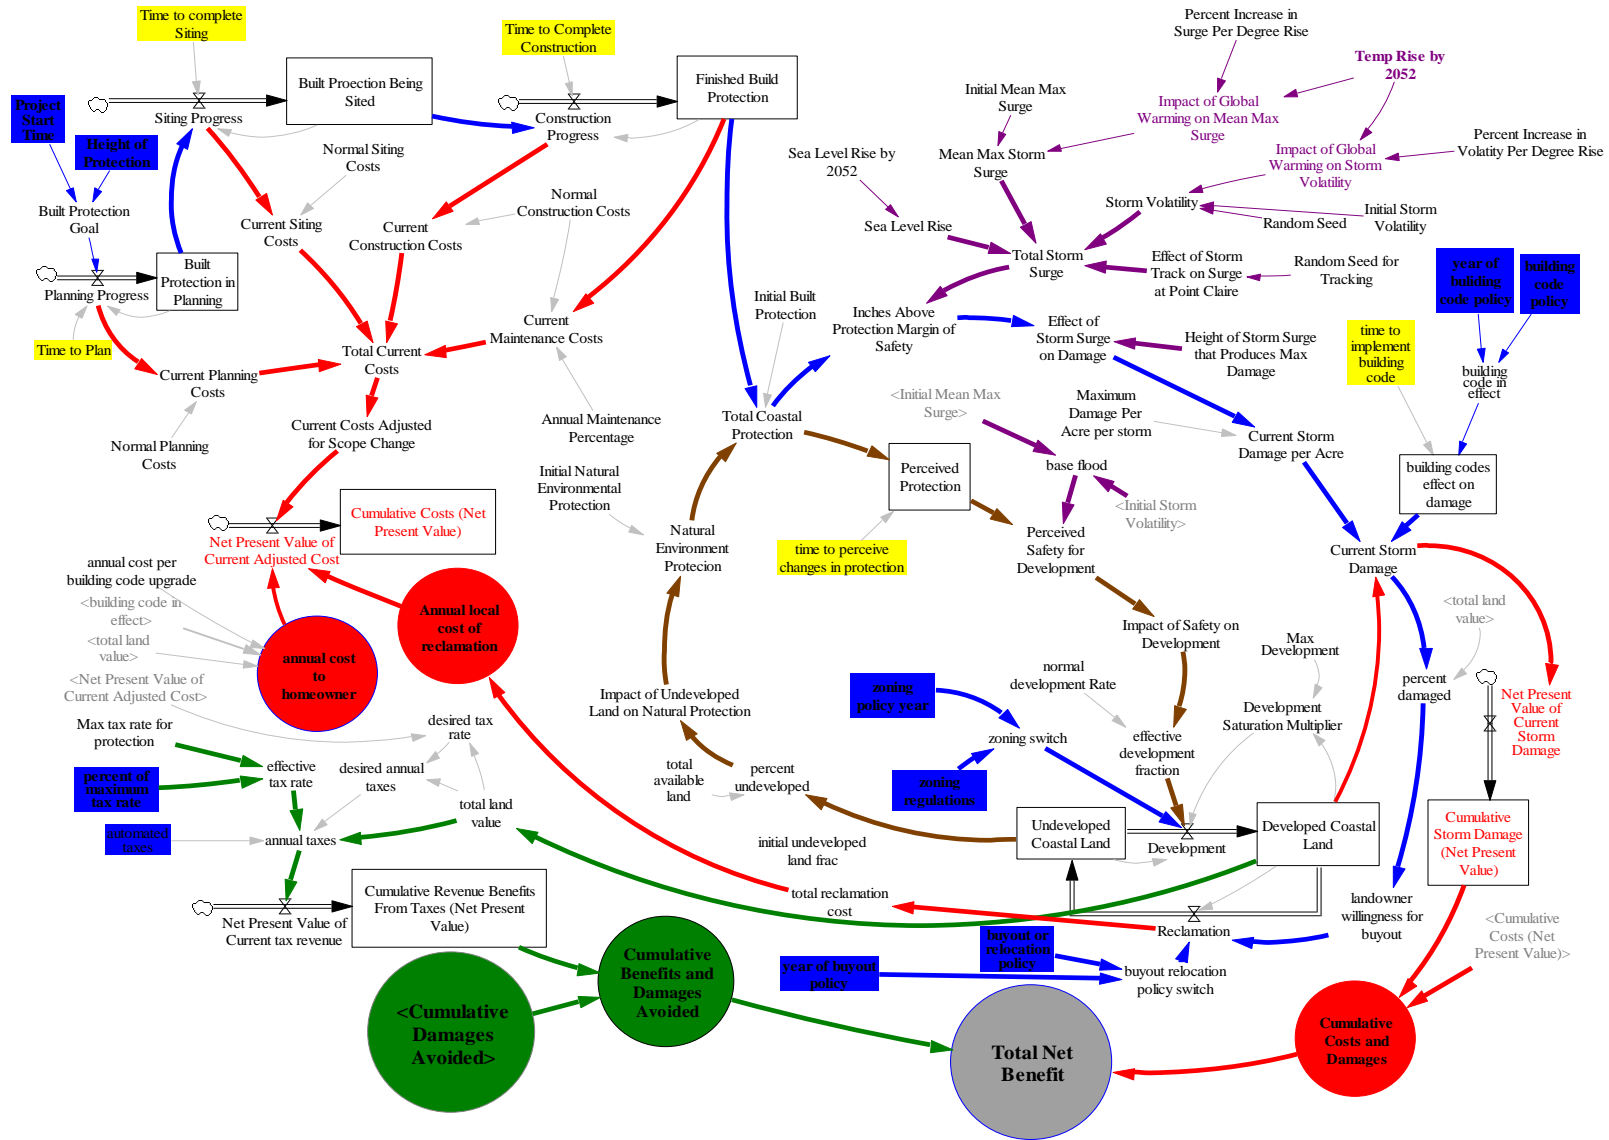 Time to complete
Siting
Time to Complete
Construction
Percent Increase in
Surge Per Degree Rise
Temp Rise by
2052
Built Proection Being
Sited
Finished Build
Protection
Project
Start
Time
Siting Progress
Construction
Progress
Initial Mean Max
Surge
Impact of Global
Warming on Mean Max
Surge
Height of
Protection
Normal Siting
Costs
Sea Level Rise by
2052
Mean Max Storm
Surge
Impact of Global
Warming on Storm
Volatility
Percent Increase in
Volatity Per Degree Rise
Built Protection
Goal
Current Siting
Costs
Current
Construction Costs
Normal
Construction Costs
Sea Level Rise
Storm Volatility
Random Seed
Initial Storm
Volatility
Built
Protection in
Planning
Planning Progress
Total Storm
Surge
Effect of Storm
Track on Surge
at Point Claire
Random Seed for
Tracking
year of
buliding
code policy
building
code
policy
Initial Built
Protection
Time to Plan
Total Current
Costs
Current
Maintenance Costs
Inches Above
Protection Margin of
Safety
Effect of
Storm Surge
on Damage
Height of Storm Surge
that Produces Max
Damage
time to
implement
building
code
building
code in
effect
Current Planning
Costs
Normal Planning
Costs
Current Costs Adjusted
for Scope Change
Annual Maintenance
Percentage
Total Coastal
Protection
<Initial Mean Max
Surge>
Maximum
Damage Per
Acre per storm
Current Storm
Damage per Acre
Initial Natural
Environmental
Protection
Perceived
Protection
base flood
<Initial Storm
Volatility>
building codes
effect on
damage
Cumulative Costs (Net
Present Value)
Net Present Value of
Current Adjusted Cost
Natural
Environment
Protecion
time to perceive
changes in protection
Perceived
Safety for
Development
Current Storm
Damage
annual cost per
building code upgrade
<building code in
effect>
<total land
value>
<Net Present Value of
Current Adjusted Cost>
annual cost
to
homeowner
Annual local
cost of
reclamation
Impact of Safety on
Development
<total land
value>
Max
Development
normal
development Rate
percent
damaged
Net Present
Value of
Current
Storm
Damage
Impact of Undeveloped
Land on Natural Protection
zoning
policy year
Development
Saturation Multiplier
Max tax rate for
protection
desired tax
rate
zoning switch
effective
development
fraction
percent of
maximum
tax rate
effective
tax rate
desired annual
taxes
total
available
land
percent
undeveloped
zoning
regulations
total land
value
automated
taxes
annual taxes
initial undeveloped
land frac
Undeveloped
Coastal Land
Development
Developed Coastal
Land
Cumulative
Storm Damage
(Net Present
Value)
Cumulative Revenue Benefits
From Taxes (Net Present
Value)
Net Present Value of
Current tax revenue
total reclamation
cost
Reclamation
landowner
willingness for
buyout
<Cumulative
Costs (Net
Present Value)>
buyout or
relocation
policy
year of buyout
policy
buyout relocation
policy switch
Cumulative
Benefits and
Damages
Avoided
<Cumulative
Damages
Avoided>
Total Net
Benefit
Cumulative
Costs and
Damages